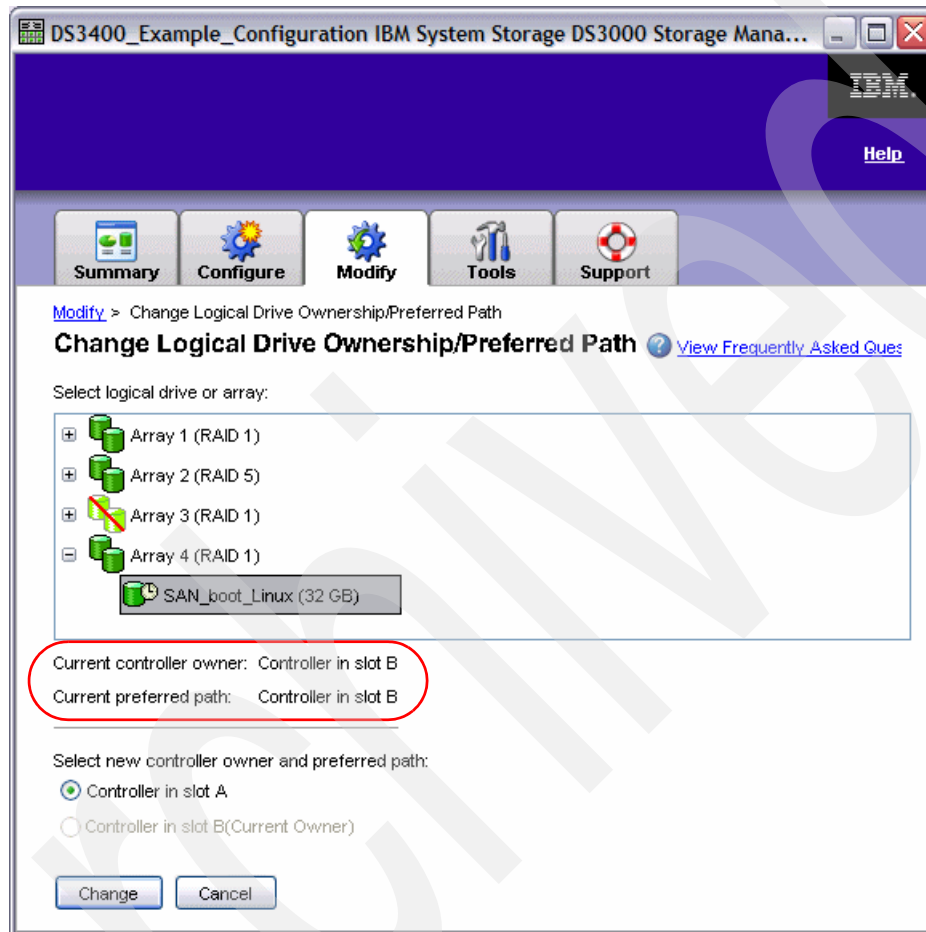 DS3400_Example_Configuration IBM System Storage DS3000 Storage Mana...
IBM.
Help
Summary
Configure
Modify
Tools
Support
Modify > Change Logical Drive Ownership/Preferred Path
Change Logical Drive Ownership/Preferred Path ? View Frequently Asked Ques
Select logical drive or array:
Array 1 (RAID 1)
Array 2 (RAID 5)
Array 3 (RAID 1)
Array 4 (RAID 1)
SAN_boot_Linux (32 GB)
Current controller owner: Controller in slot B
Current preferred path: Controller in slot B
Select new controller owner and preferred path:
Controller in slot A
Controller in slot B(Current Owner)
Change Cancel